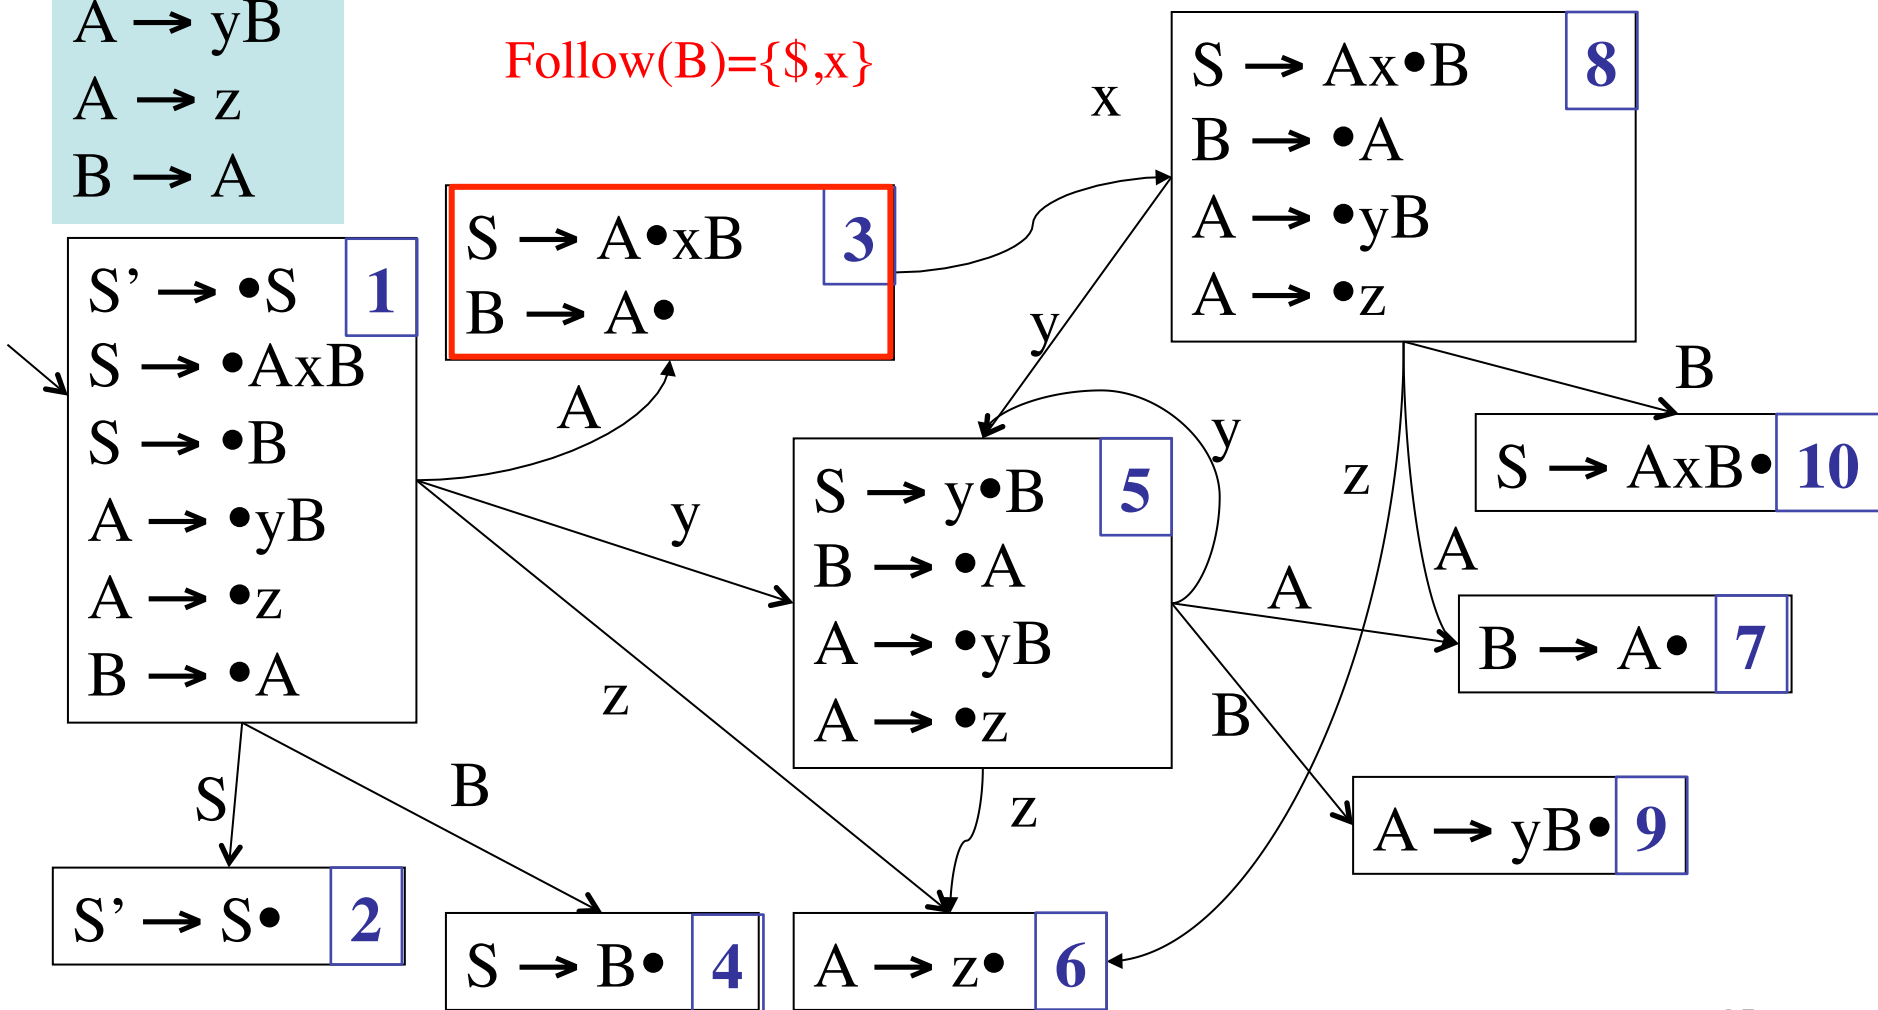 A → yB
A → z
B → A
Follow(B)={$,x}
S' → •S
1
S → •AxB
S → •B
A → •yB
A → •z
B → •A
S → A•xB
3
B → A•
S → Ax•B
8
B → •A
A → •yB
A → •z
x
y
A
y
z
S
B
S → y•B
5
B → •A
A → •yB
A → •z
y
z
A
B
z
A
B
S → AxB•
10
B → A•
7
A → yB•
9
S' → S•
2
S → B•
4
A → z•
6